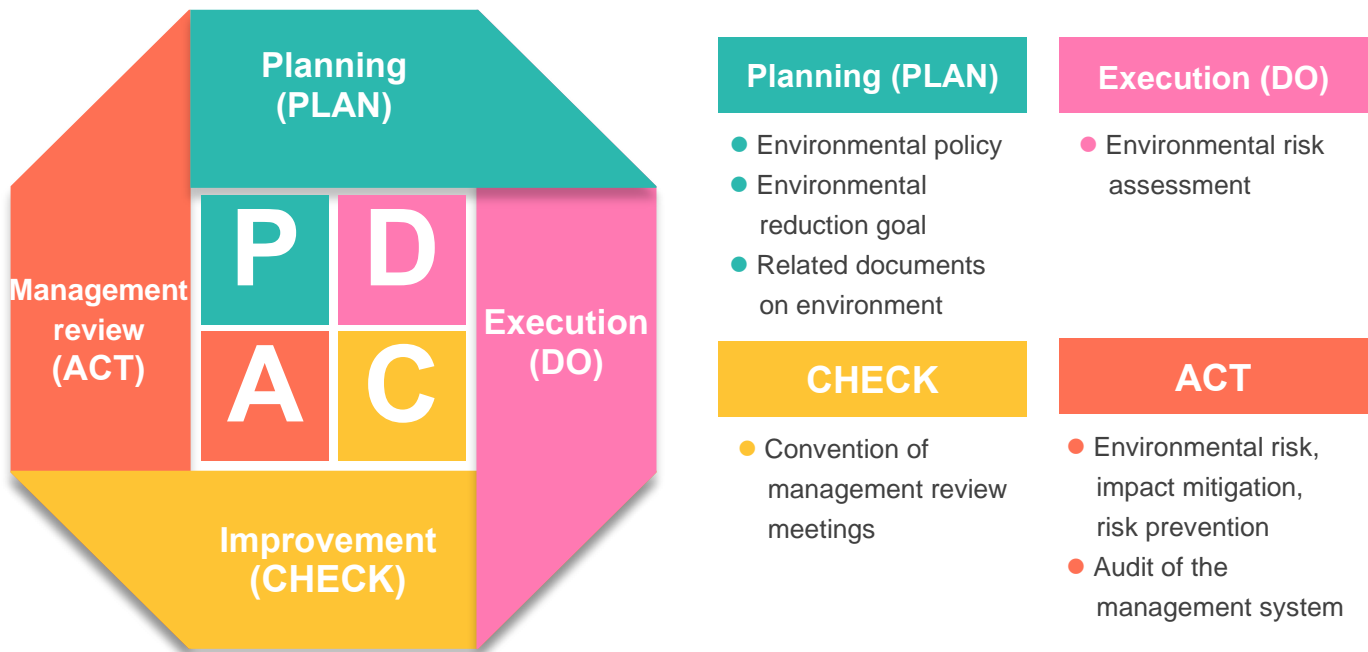 Planning
(PLAN)
P
D
A
C
Management
review
(ACT)
Execution
(DO)
Improvement
(CHECK)
Planning (PLAN)
Environmental policy
Environmental
reduction goal
Related documents
on environment
Execution (DO)
Environmental risk
assessment
CHECK
Convention of
management review
meetings
ACT
Environmental risk,
impact mitigation,
risk prevention
Audit of the
management system